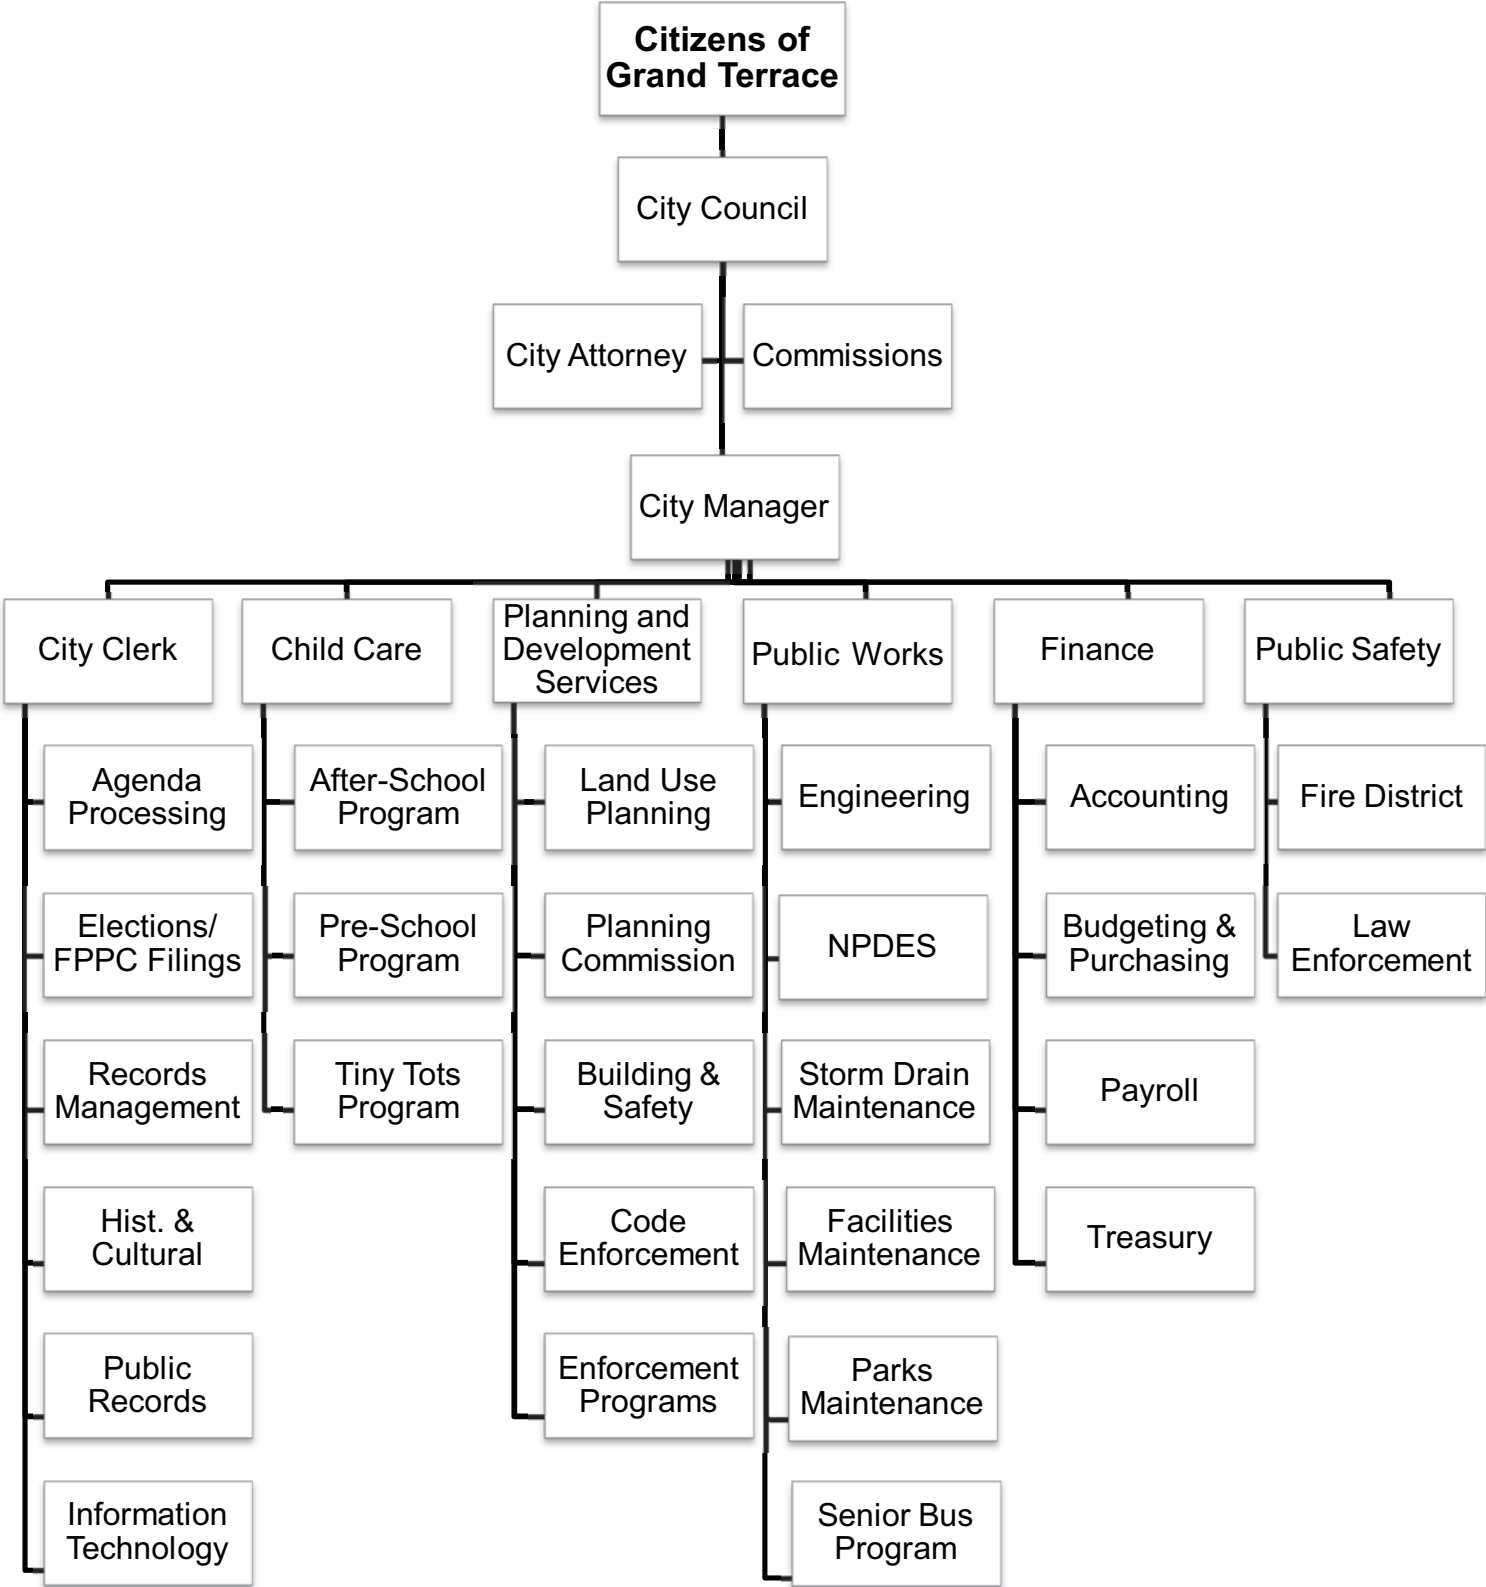 Citizens of
Grand Terrace
City Council
City Attorney
Commissions
City Manager
City Clerk
Child Care
Planning and
Development
Services
Public Works
Finance
Public Safety
Agenda
Processing
After-School
Program
Land Use
Planning
Engineering
Accounting
Fire District
Elections/
FPPC Filings
Pre-School
Program
Planning
Commission
NPDES
Budgeting &
Purchasing
Law
Enforcement
Records
Management
Tiny Tots
Program
Building &
Safety
Storm Drain
Maintenance
Payroll
Hist. &
Cultural
Code
Enforcement
Facilities
Maintenance
Treasury
Public
Records
Enforcement
Programs
Parks
Maintenance
Information
Technology
Senior Bus
Program